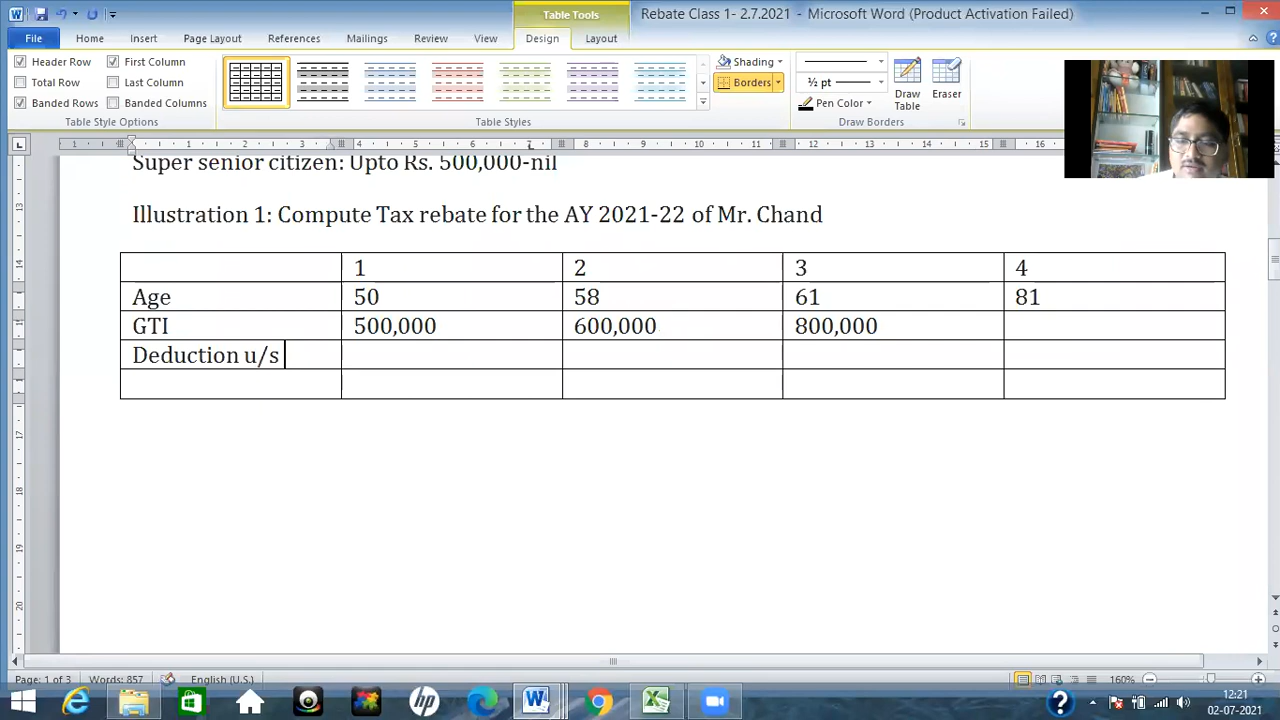 Table Tools
Rebate Class 1- 2.7.2021 - Microsoft Word (Product Activation Failed)
File Home Insert Page Layout References Mailings Review View Design Layout
Header Row First Column
Total Row Last Column
Banded Rows Banded Columns
Table Style Options
Table Styles
Shading
Borders
½ pt
Pen Color
Draw Table
Eraser
Draw Borders
Super senior citizen: Upto Rs. 500,000-nil
Illustration 1: Compute Tax rebate for the AY 2021-22 of Mr. Chand
1 2 3 4
Age 50 58 61 81
GTI 500,000 600,000 800,000
Deduction u/s
Page: 1 of 3 Words: 857 English (U.S.) 160%
12:21
02-07-2021